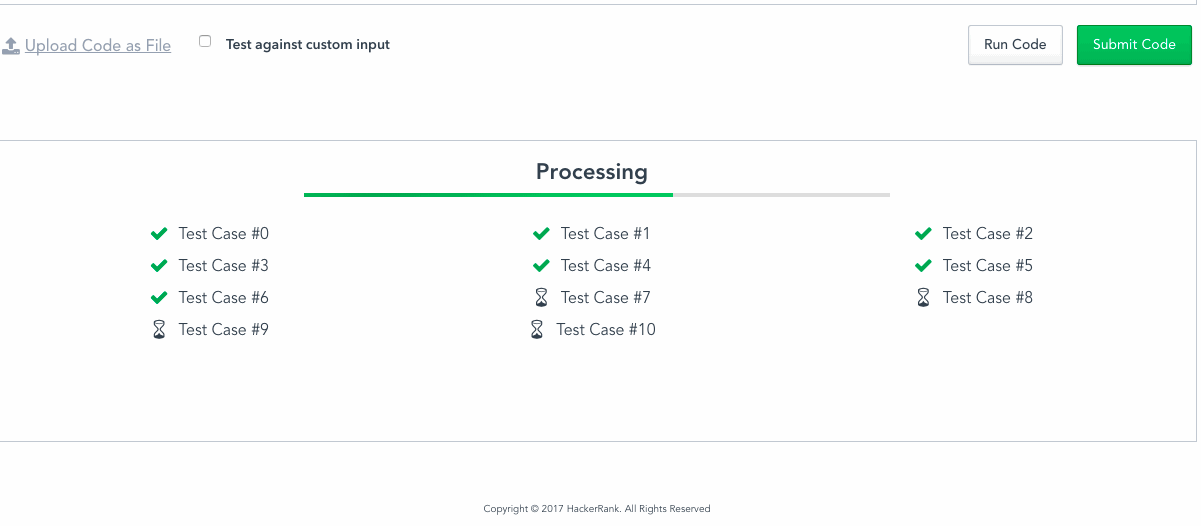 Upload Code as File Test against custom input Run Code Submit Code
Processing
Test Case #0 Test Case #1 Test Case #2
Test Case #3 Test Case #4 Test Case #5
Test Case #6 Test Case #7 Test Case #8
Test Case #9 Test Case #10
Copyright © 2017 HackerRank. All Rights Reserved